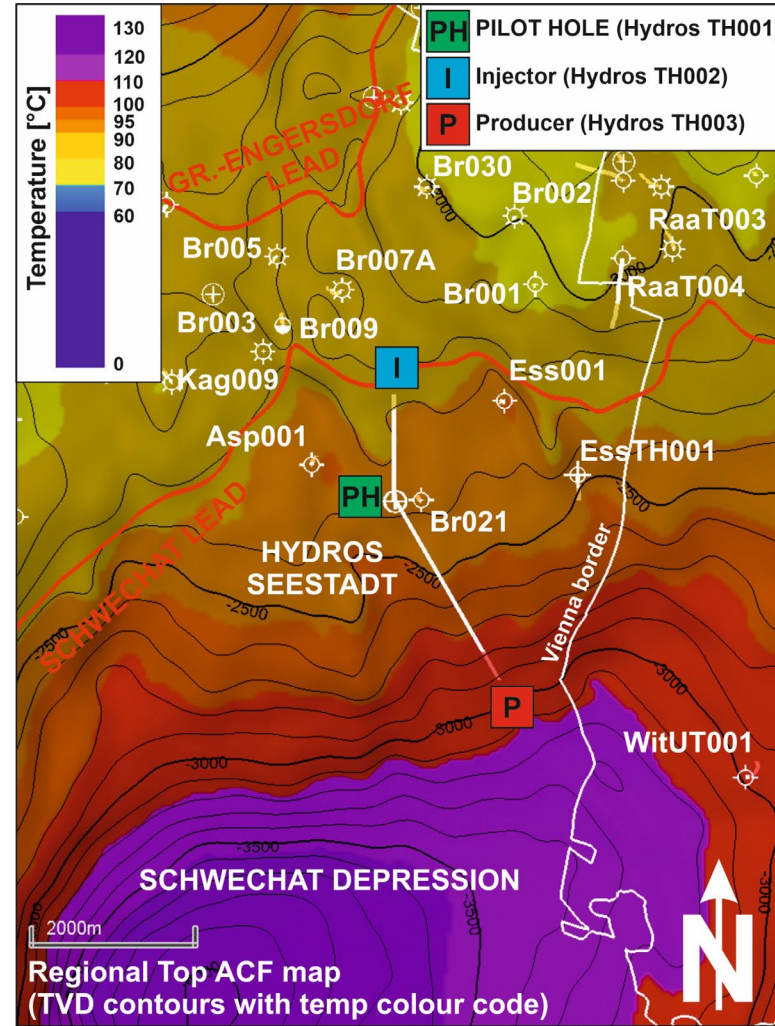 Temperature [°C]
130
120
110
100
95
90
80
70
60
0
PH PILOT HOLE (Hydros TH001
I Injector (Hydros TH002)
P Producer (Hydros TH003)
GR.-ENGERSDORF
LEAD
Br030
Br002
RaaT003
Br005
Br007A
Br001
RaaT004
Br003
Br009
I
Ess001
Kag009
Asp001
EssTH001
-2500
PH
Br021
HYDROS
SEESTADT
-2500
-2500
-2500
SCHWECHAT LEAD
Vienna border
-3000
P
-3000
-3000
WitUT001
-3500
SCHWECHAT DEPRESSION
-3500
-3000
2000m
N
Regional Top ACF map
(TVD contours with temp colour code)